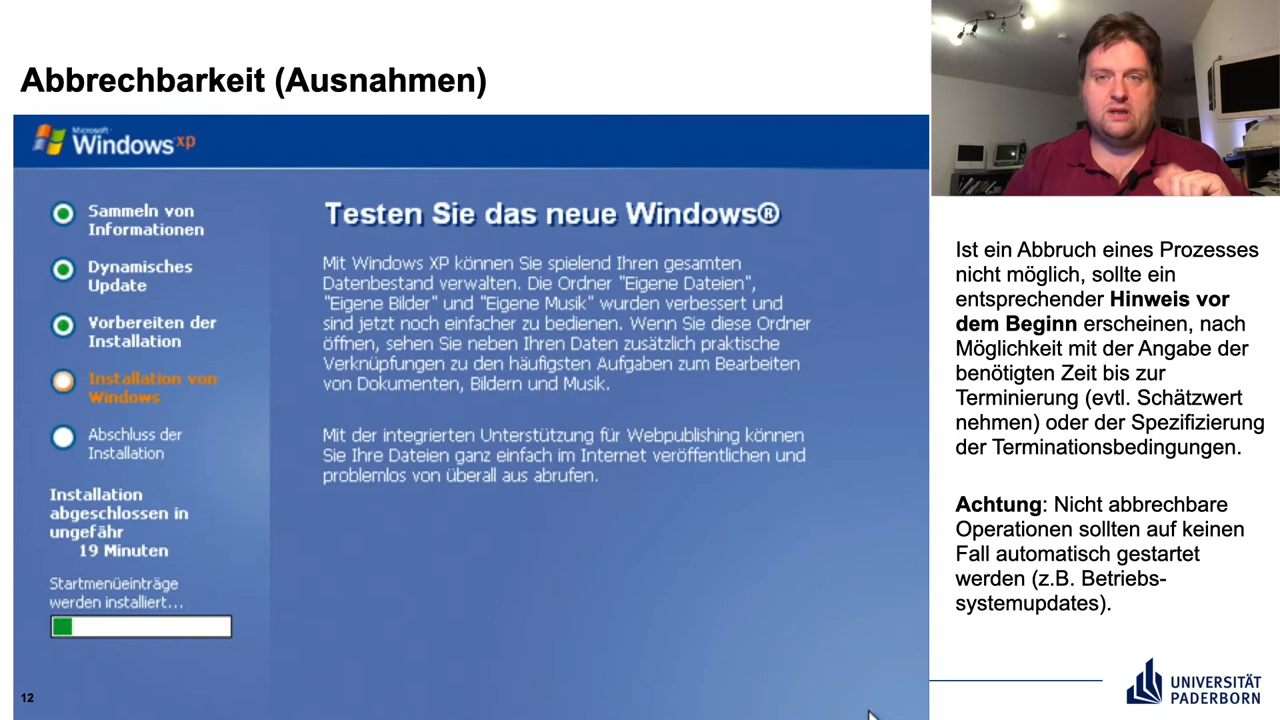 Abbrechbarkeit (Ausnahmen)
Microsoft
Windows xp
Sammeln von
Informationen
Dynamisches
Update
Vorbereiten der
Installation
Installation von
Windows
Abschluss der
Installation
Installation
abgeschlossen in
ungefähr
19 Minuten
Startmenüeinträge
werden installiert...
Testen Sie das neue Windows®
Mit Windows XP können Sie spielend Ihren gesamten
Datenbestand verwalten. Die Ordner "Eigene Dateien",
"Eigene Bilder" und "Eigene Musik" wurden verbessert und
sind jetzt noch einfacher zu bedienen. Wenn Sie diese Ordner
öffnen, sehen Sie neben Ihren Daten zusätzlich praktische
Verknüpfungen zu den häufigsten Aufgaben zum Bearbeiten
von Dokumenten, Bildern und Musik.
Mit der integrierten Unterstützung für Webpublishing können
Sie Ihre Dateien ganz einfach im Internet veröffentlichen und
problemlos von überall aus abrufen.
Ist ein Abbruch eines Prozesses
nicht möglich, sollte ein
entsprechender Hinweis vor
dem Beginn erscheinen, nach
Möglichkeit mit der Angabe der
benötigten Zeit bis zur
Terminierung (evtl. Schätzwert
nehmen) oder der Spezifizierung
der Terminationsbedingungen.
Achtung: Nicht abbrechbare
Operationen sollten auf keinen
Fall automatisch gestartet
werden (z.B. Betriebs-
systemupdates).
12
UNIVERSITÄT
PADERBORN